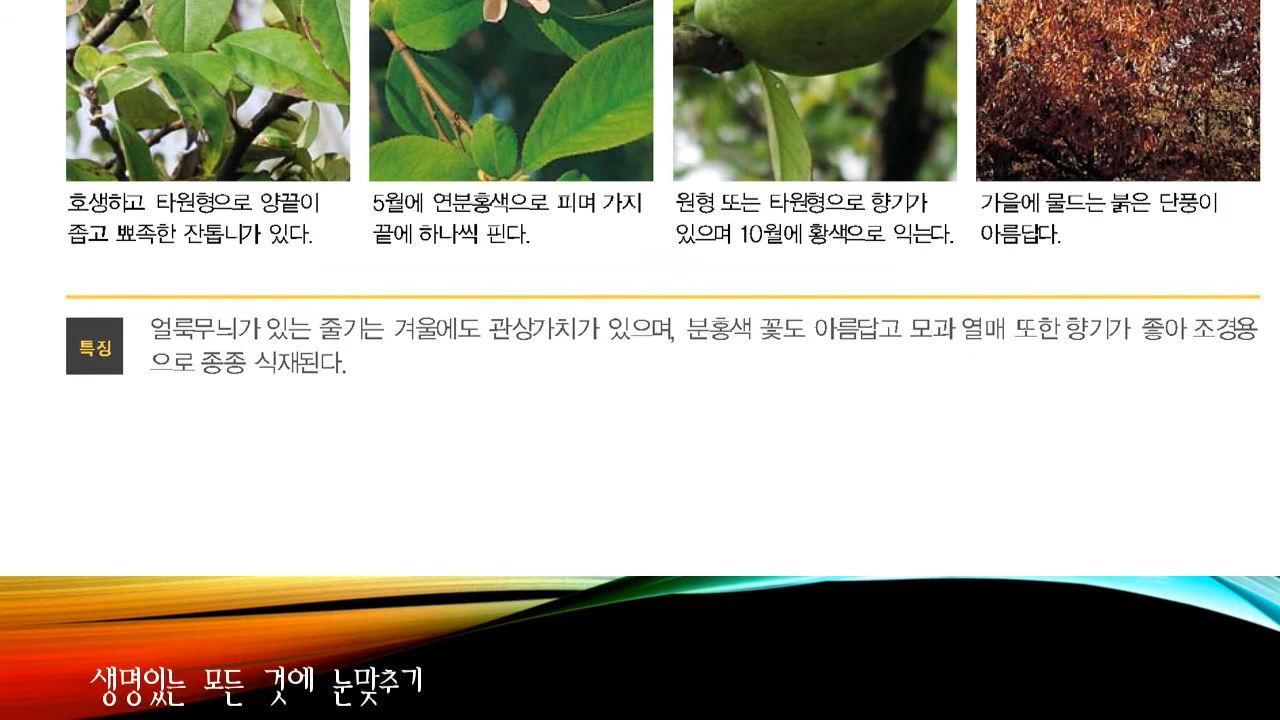 호생하고 타원형으로 양끝이
좁고 뾰족한 잔톱니가 있다.
5월에 연분홍색으로 피며 가지
끝에 하나씩 핀다.
원형 또는 타원형으로 향기가
있으며 10월에 황색으로 익는다.
가을에 물드는 붉은 단풍이
아름답다.
특징
얼룩무늬가 있는 줄기는 겨울에도 관상가치가 있으며, 분홍색 꽃도 아름답고 모과 열매 또한 향기가 좋아 조경용
으로 종종 식재된다.
생명있는 모든 것에 눈맞추기